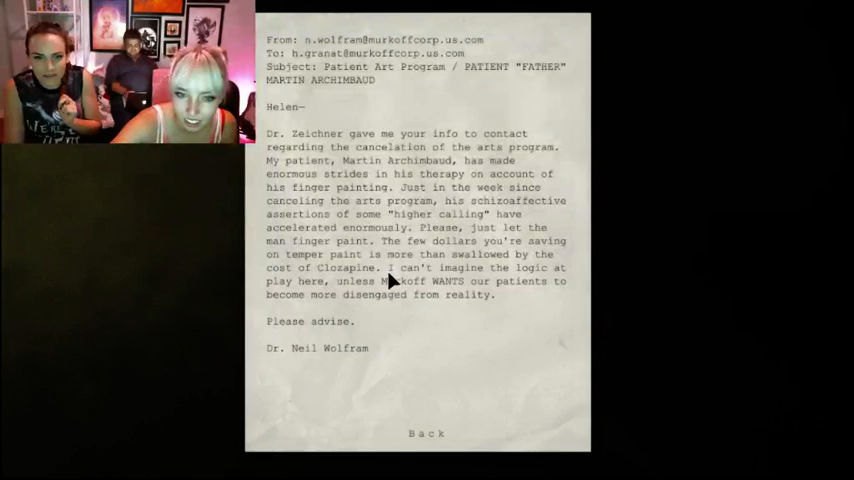 From: n.wolfram@murkoffcorp.us.com
To: h.granat@murkoffcorp.us.com
Subject: Patient Art Program / PATIENT "FATHER"
MARTIN ARCHIMBAUD
Helen—
Dr. Zeichner gave me your info to contact
regarding the cancelation of the arts program.
My patient, Martin Archimbaud, has made
enormous strides in his therapy on account of
his finger painting. Just in the week since
canceling the arts program, his schizoaffective
assertions of some "higher calling" have
accelerated enormously. Please, just let the
man finger paint. The few dollars you're saving
on temper paint is more than swallowed by the
cost of Clozapine. I can't imagine the logic at
play here, unless Murkoff WANTS our patients to
become more disengaged from reality.
Please advise.
Dr. Neil Wolfram
Back